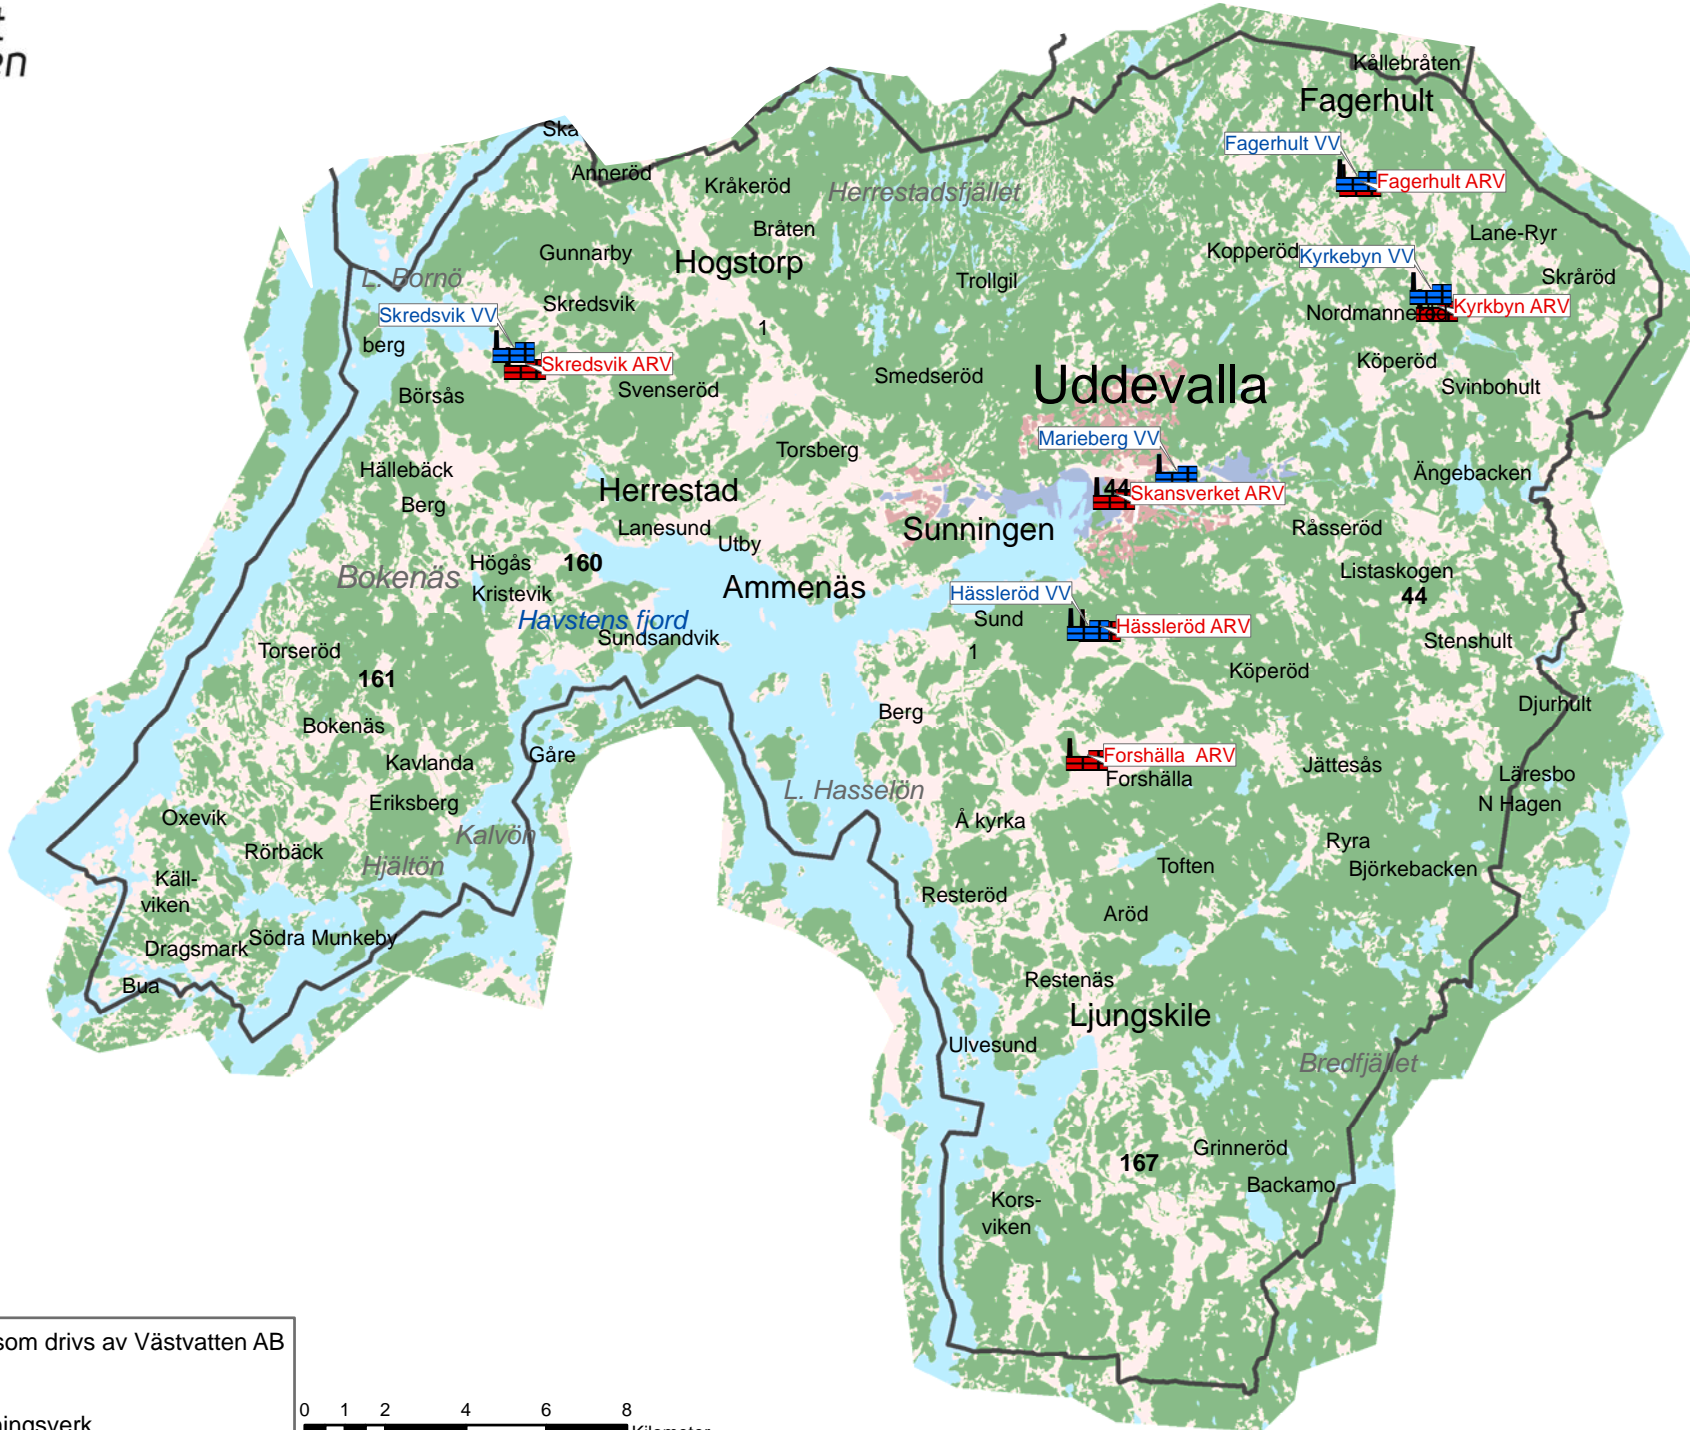 Kållebråten
Fagerhult
Ska
Fagerhult VV
Anneröd
Kråkeröd
Herrestadsfjället
Fagerhult ARV
Bråten
Lane-Ryr
Gunnarby
Hogstorp
Kopperöd
Kyrkebyn VV
L. Bornö
Trollgil
Skråröd
Skredsvik
Skredsvik VV
1
Kyrkbyn ARV
berg
Skredsvik ARV
Smedseröd
Uddevalla
Köperöd
Svinbohult
Börsås
Svenseröd
Marieberg VV
Torsberg
Hällebäck
Ängebacken
Berg
Herrestad
44
Skansverket ARV
Lanesund
Utby
Sunningen
Råsseröd
Högås
160
Bokenäs
Ammenäs
Listaskogen
44
Kristevik
Hässleröd VV
Havstens fjord
Sund
Hässleröd ARV
Sundsandvik
Torseröd
1
Stenshult
161
Köperöd
Bokenäs
Berg
Djurhult
Gåre
Kavlanda
Forshälla ARV
Forshälla
Jättesås
Läresbo
N Hagen
L. Hasselön
Eriksberg
Oxevik
Kalvön
Å kyrka
Rörbäck
Ryra
Hjältön
Toften
Björkebacken
Käll-
viken
Resteröd
Aröd
Dragsmark
Södra Munkeby
Bua
Restenäs
Ljungskile
Ulvesund
Bredfjället
Grinneröd
167
Backamo
Kors-
viken
som drivs av Västvatten AB
0 1 2 4 6 8